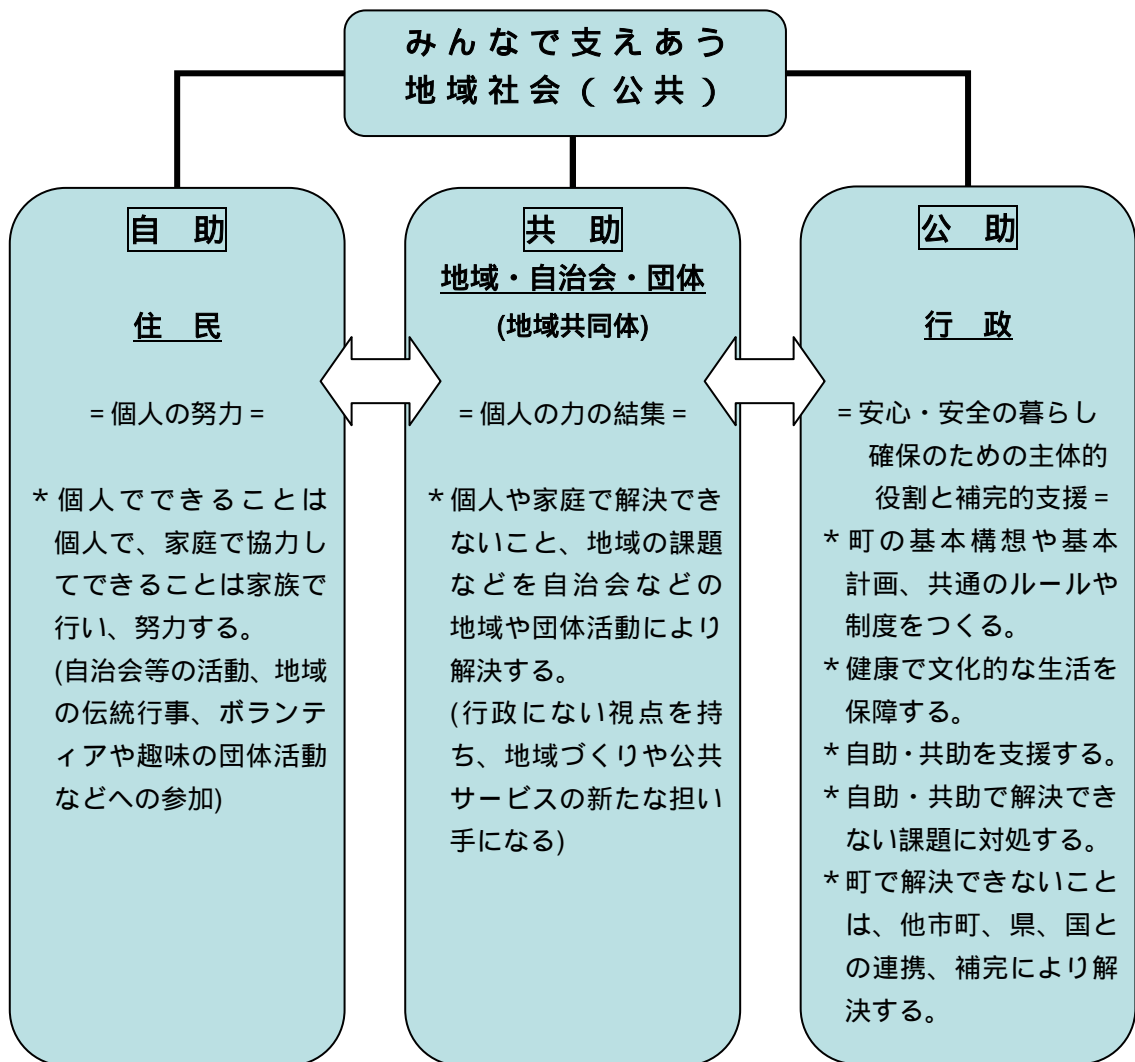 みんなで支えあう
地域社会（公共）
自　助
住　民
=個人の努力=
*個人でできることは
個人で、家庭で協力し
てできることは家族で
行い、努力する。
(自治会等の活動、地域
の伝統行事、ボランテ
ィアや趣味の団体活動
などへの参加)
共　助
地域・自治会・団体
(地域共同体)
=個人の力の結集=
*個人や家庭で解決でき
ないこと、地域の課題
などを自治会などの
地域や団体活動により
解決する。
(行政にない視点を持
ち、地域づくりや公共
サービスの新たな担い
手になる)
公　助
行　政
=安心・安全の暮らし
確保のための主体的
役割と補完的支援=
*町の基本構想や基本
計画、共通のルールや
制度をつくる。
*健康で文化的な生活を
保障する。
*自助・共助を支援する。
*自助・共助で解決でき
ない課題に対処する。
*町で解決できないこと
は、他市町、県、国と
の連携、補完により解
決する。